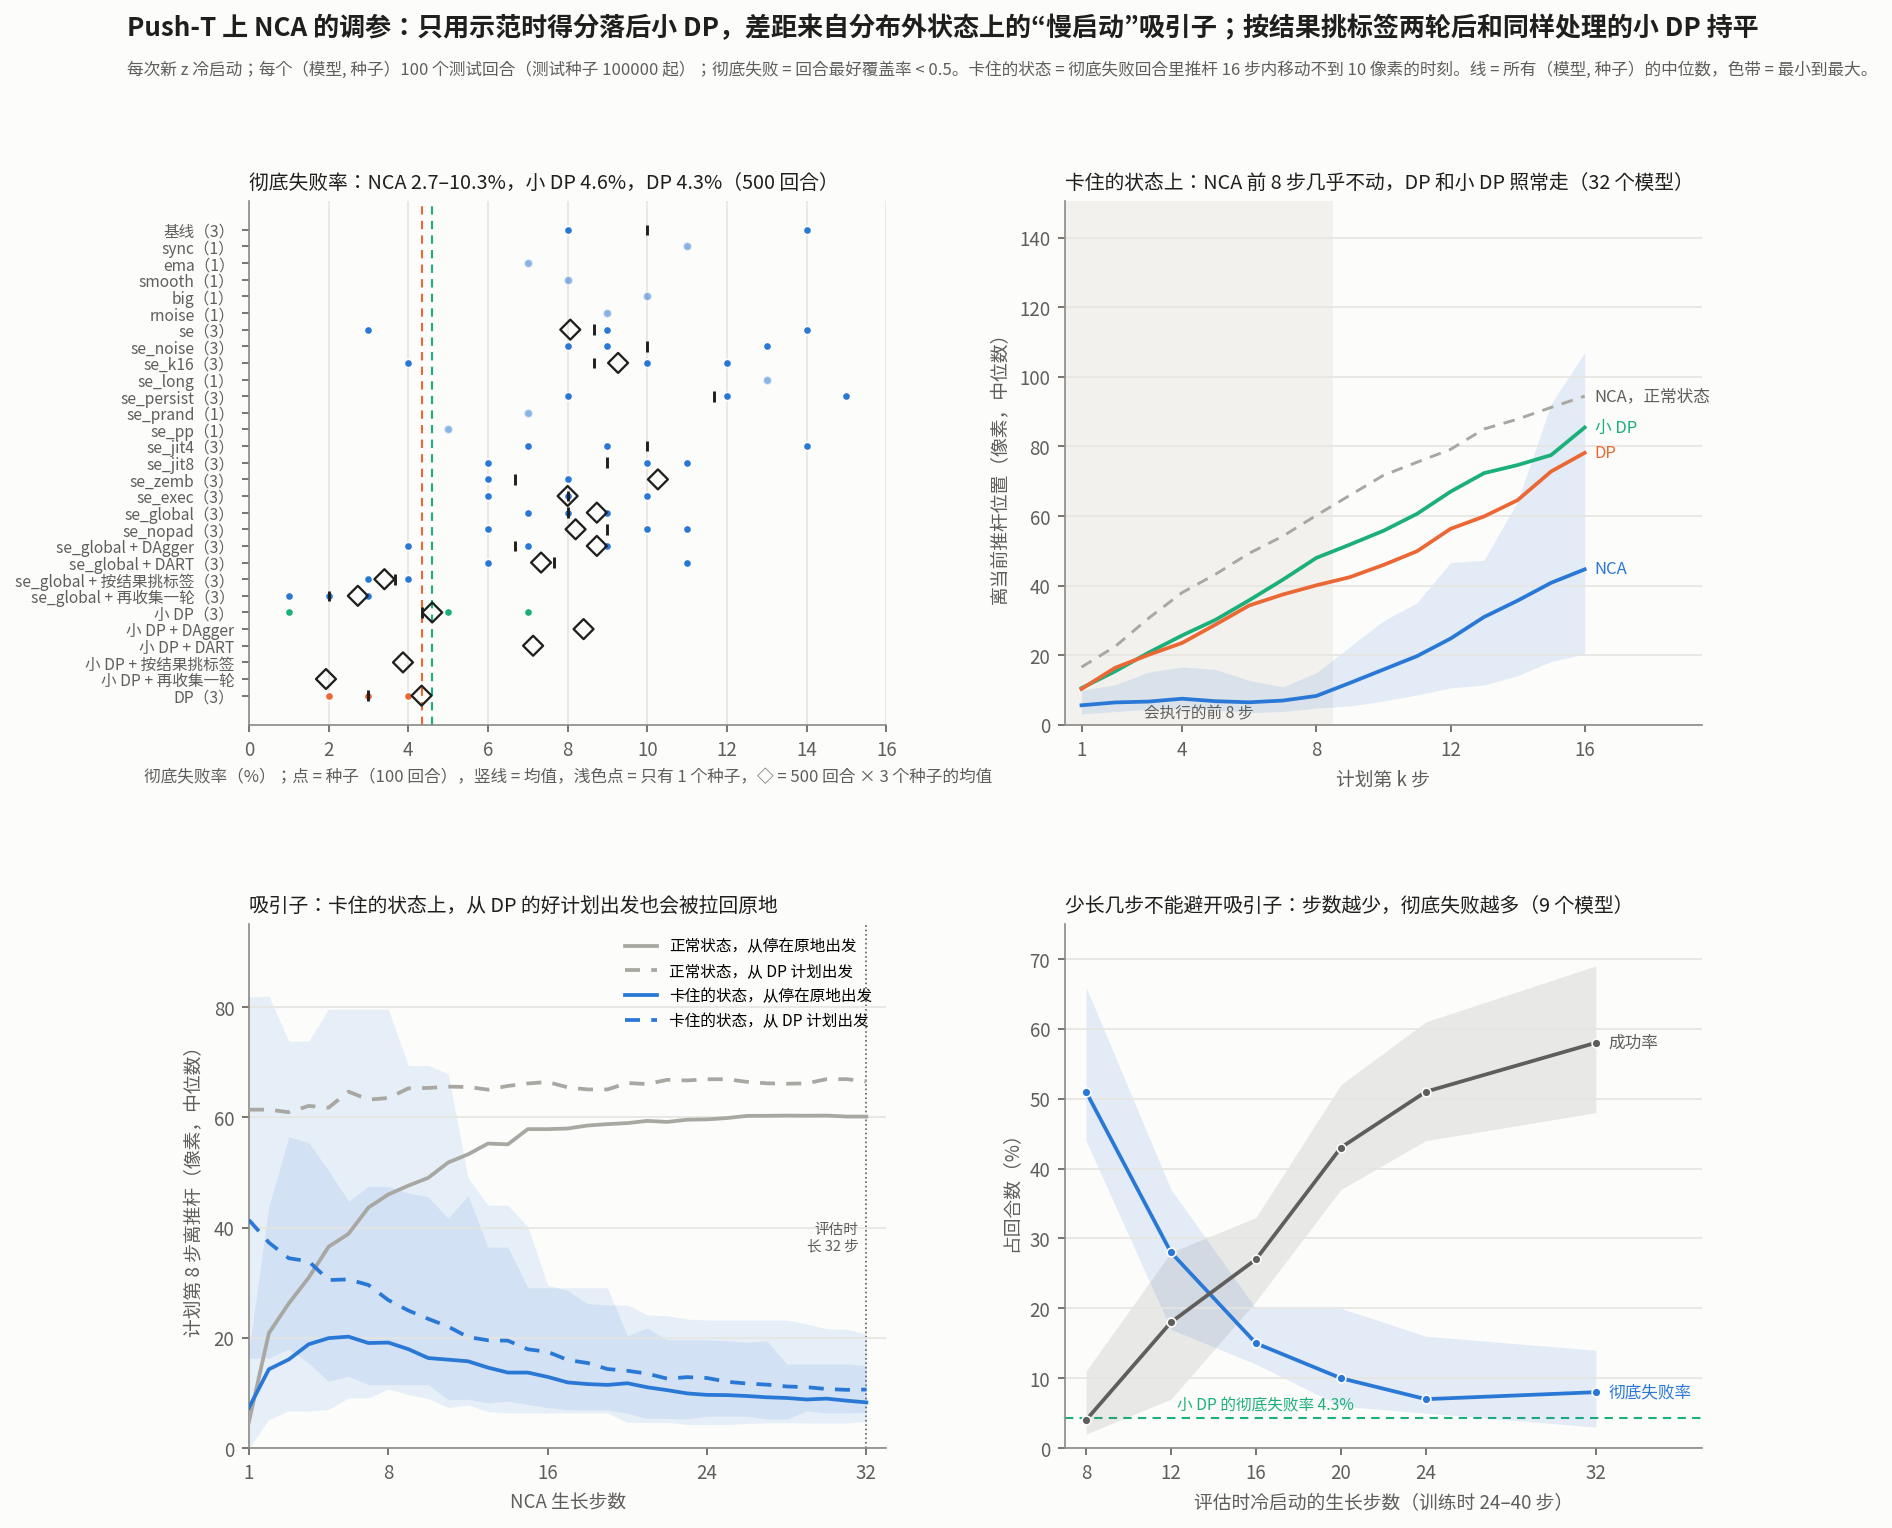 Push-T 上 NCA 的调参：只用示范时得分落后小 DP，差距来自分布外状态上的“慢启动”吸引子；按结果挑标签两轮后和同样处理的小 DP 持平
每次新 z 冷启动；每个（模型, 种子）100 个测试回合（测试种子 100000 起）；彻底失败 = 回合最好覆盖率 < 0.5。卡住的状态 = 彻底失败回合里推杆 16 步内移动不到 10 像素的时刻。线 = 所有（模型, 种子）的中位数，色带 = 最小到最大。
彻底失败率：NCA 2.7–10.3%，小 DP 4.6%，DP 4.3%（500 回合）
基线（3）
sync（1）
ema（1）
smooth（1）
big（1）
rnoise（1）
se（3）
se_noise（3）
se_k16（3）
se_long（1）
se_persist（3）
se_prand（1）
se_pp（1）
se_jit4（3）
se_jit8（3）
se_zemb（3）
se_exec（3）
se_global（3）
se_nopad（3）
se_global + DAgger（3）
se_global + DART（3）
se_global + 按结果挑标签（3）
se_global + 再收集一轮（3）
小 DP（3）
小 DP + DAgger
小 DP + DART
小 DP + 按结果挑标签
小 DP + 再收集一轮
DP（3）
0 2 4 6 8 10 12 14 16
彻底失败率（%）；点 = 种子（100 回合），竖线 = 均值，浅色点 = 只有 1 个种子，◇ = 500 回合 × 3 个种子的均值
卡住的状态上：NCA 前 8 步几乎不动，DP 和小 DP 照常走（32 个模型）
离当前推杆位置（像素，中位数）
140
120
100
80
60
40
20
0
NCA，正常状态
小 DP
DP
NCA
会执行的前 8 步
1 4 8 12 16
计划第 k 步
吸引子：卡住的状态上，从 DP 的好计划出发也会被拉回原地
计划第 8 步离推杆（像素，中位数）
80
60
40
20
0
正常状态，从停在原地出发
正常状态，从 DP 计划出发
卡住的状态，从停在原地出发
卡住的状态，从 DP 计划出发
评估时
长 32 步
1 8 16 24 32
NCA 生长步数
少长几步不能避开吸引子：步数越少，彻底失败越多（9 个模型）
占回合数（%）
70
60
50
40
30
20
10
0
成功率
彻底失败率
小 DP 的彻底失败率 4.3%
8 12 16 20 24 32
评估时冷启动的生长步数（训练时 24–40 步）